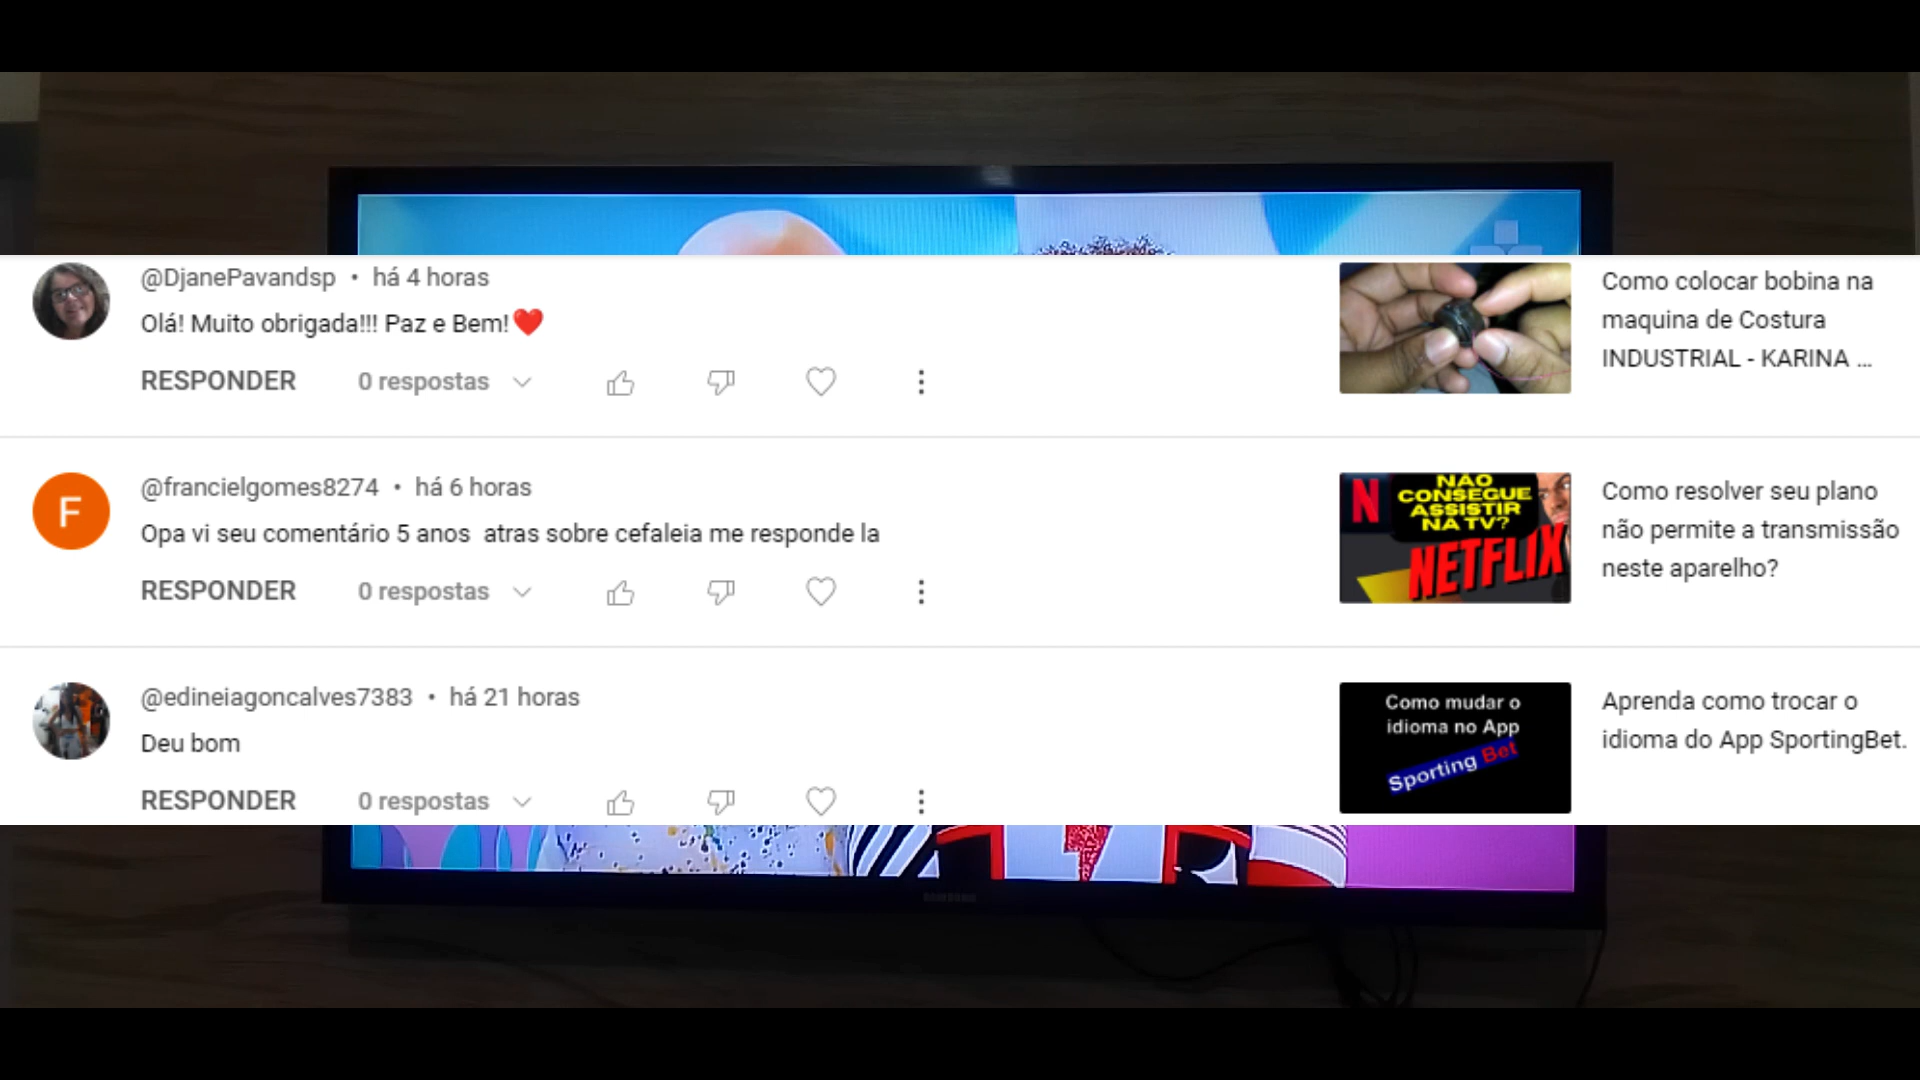 @DjanePavandsp • há 4 horas
Olá! Muito obrigada!!! Paz e Bem!❤️
RESPONDER 0 respostas
Como colocar bobina na
maquina de Costura
INDUSTRIAL - KARINA ...
@francielgomes8274 • há 6 horas
Opa vi seu comentário 5 anos  atras sobre cefaleia me responde la
RESPONDER 0 respostas
N
NÃO
CONSEGUE
ASSISTIR
NA TV?
NETFLIX
Como resolver seu plano
não permite a transmissão
neste aparelho?
F
@edineiagoncalves7383 • há 21 horas
Deu bom
RESPONDER 0 respostas
Como mudar o
idioma no App
Sporting Bet
Aprenda como trocar o
idioma do App SportingBet.
SAMSUNG